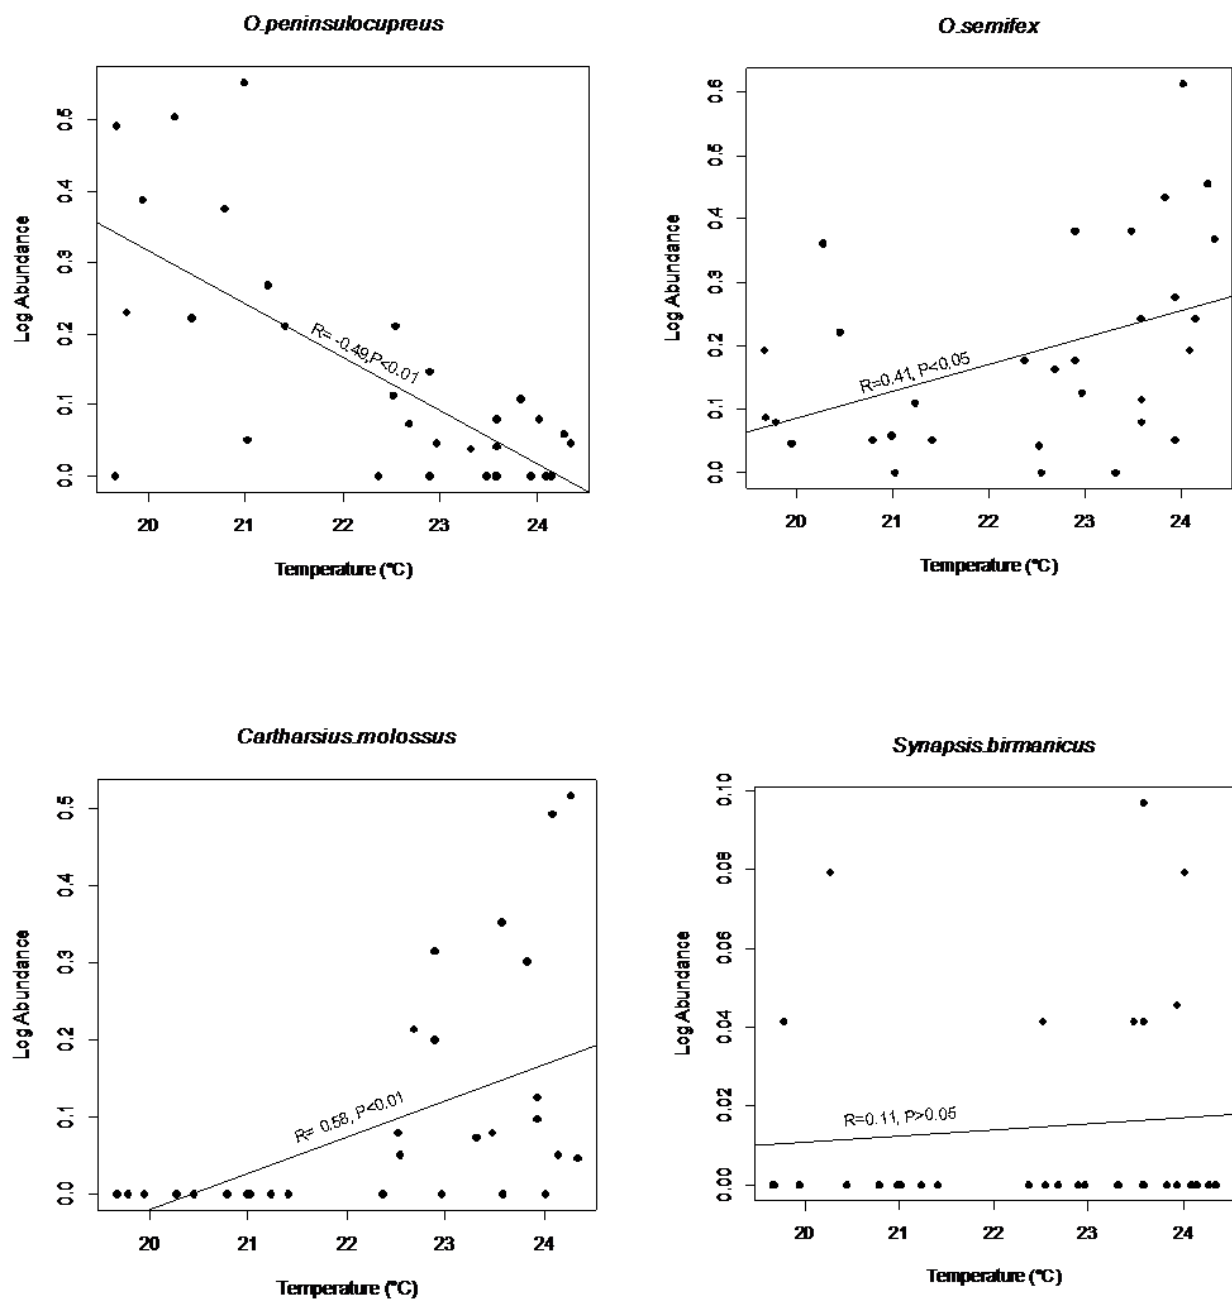 O.peninsulocupreus
Log Abundance
0.5
0.4
0.3
0.2
0.1
0.0
R= -0.49,P<0.01
20 21 22 23 24
Temperature (°C)
O.semifex
Log Abundance
0.6
0.5
0.4
0.3
0.2
0.1
0.0
R=0.41, P<0.05
20 21 22 23 24
Temperature (°C)
Cartharsius.molossus
Log Abundance
0.5
0.4
0.3
0.2
0.1
0.0
R= 0.58, P<0.01
20 21 22 23 24
Temperature (°C)
Synapsis.birmanicus
Log Abundance
0.10
0.08
0.06
0.04
0.02
0.00
R=0.11, P>0.05
20 21 22 23 24
Temperature (°C)